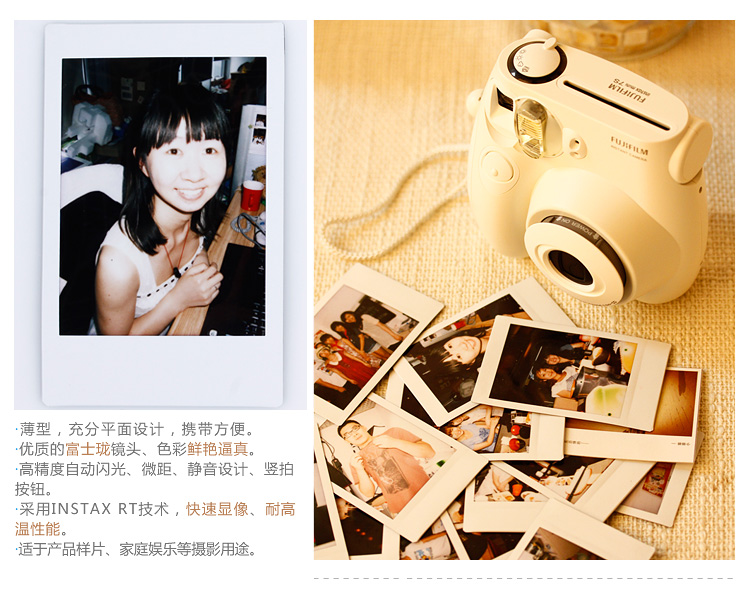 ·薄型，充分平面设计，携带方便。
·优质的富士珑镜头、色彩鲜艳逼真。
·高精度自动闪光、微距、静音设计、竖拍
按钮。
·采用INSTAX RT技术，快速显像、耐高
温性能。
·适于产品样片、家庭娱乐等摄影用途。
FUJIFILM
instax mini 7S
FUJIFILM
INSTANT CAMERA
POWER ON